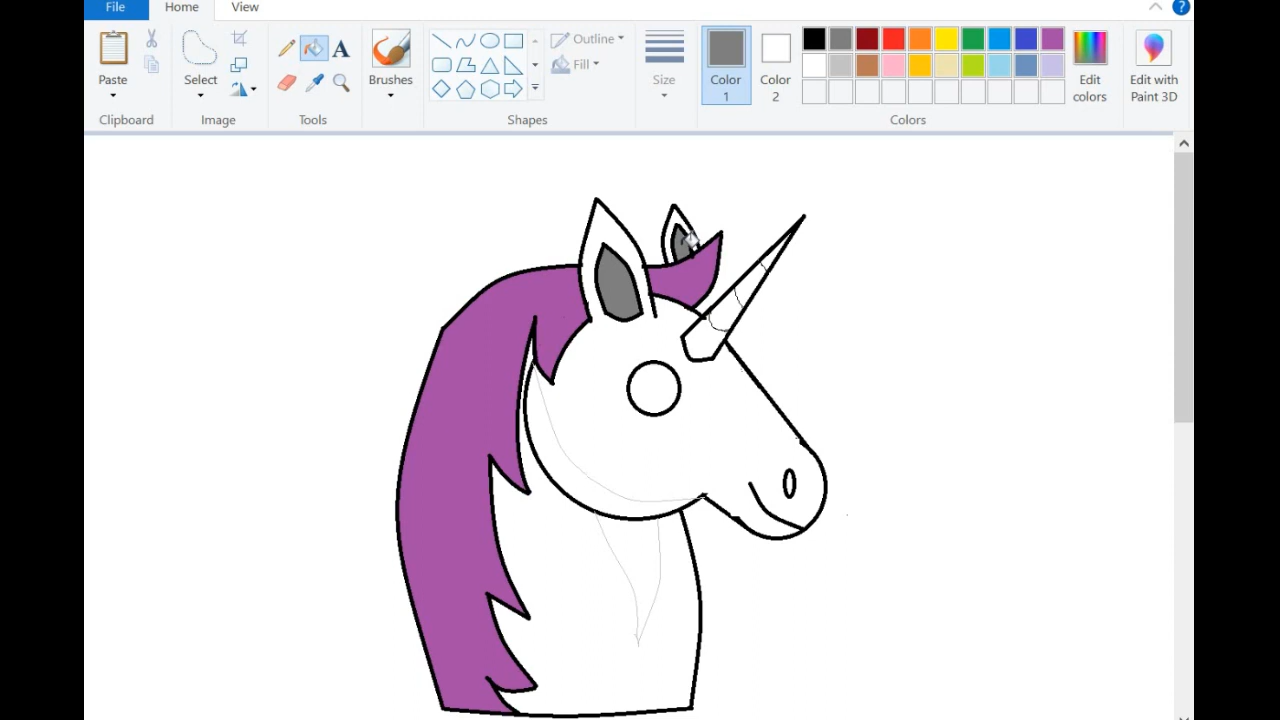 File Home View
Paste
Select
Brushes
Outline
Fill
Size
Color 1
Color 2
Edit colors
Edit with Paint 3D
Clipboard
Image
Tools
A
Shapes
Colors
?